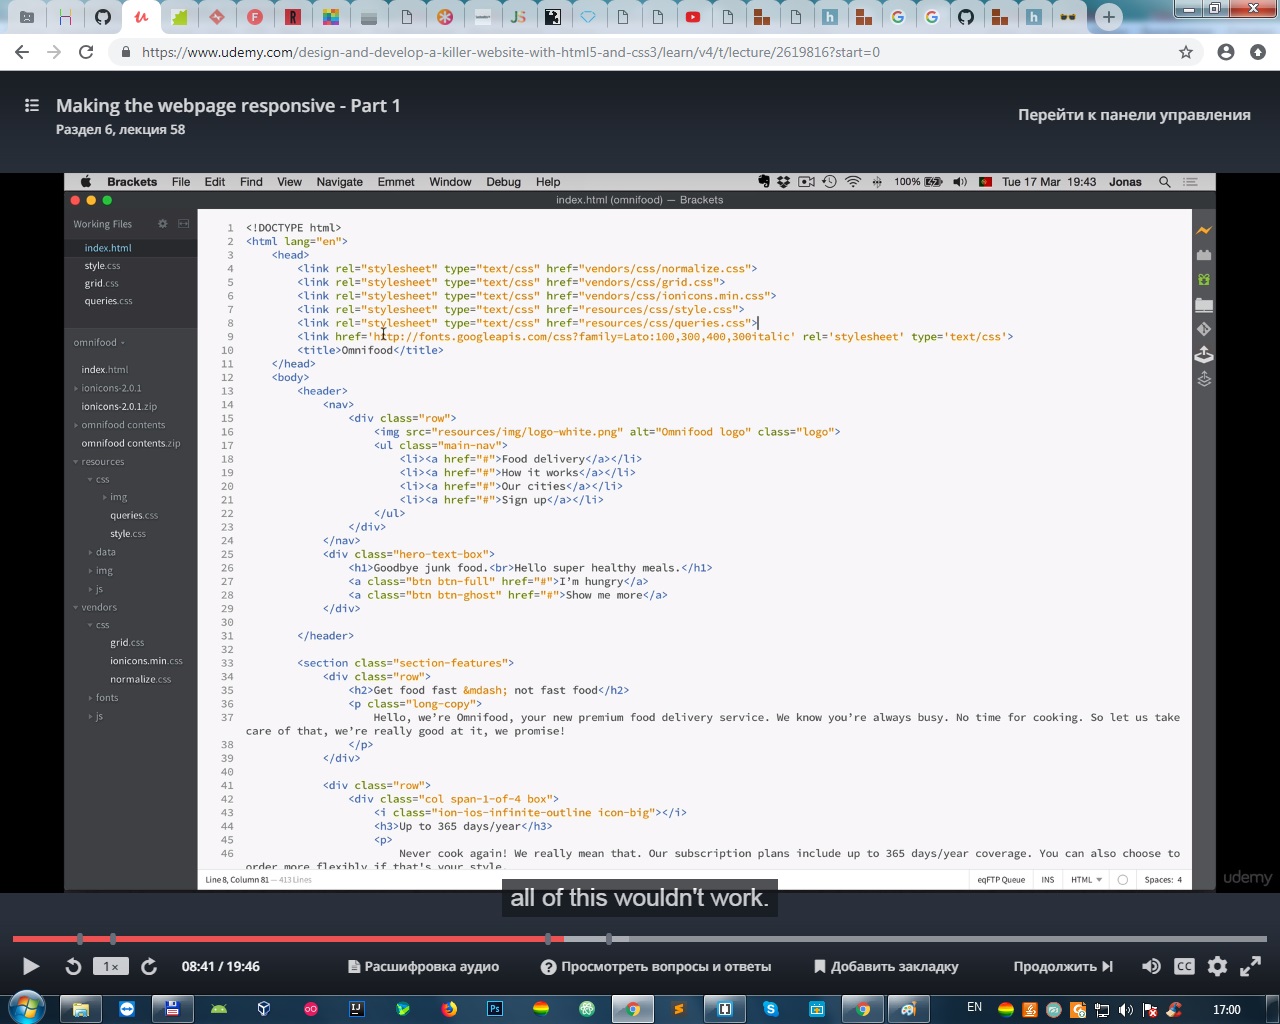 https://www.udemy.com/design-and-develop-a-killer-website-with-html5-and-css3/learn/v4/t/lecture/2619816?start=0
Making the webpage responsive - Part 1
Раздел 6, лекция 58
Перейти к панели управления
Brackets File Edit Find View Navigate Emmet Window Debug Help 100% Tue 17 Mar 19:43 Jonas
index.html (omnifood) — Brackets
Working Files
index.html
style.css
grid.css
queries.css
omnifood
index.html
ionicons-2.0.1
ionicons-2.0.1.zip
omnifood contents
omnifood contents.zip
resources
css
img
queries.css
style.css
data
img
js
vendors
css
grid.css
ionicons.min.css
normalize.css
fonts
js
1 <!DOCTYPE html>
2 <html lang="en">
3 <head>
4 <link rel="stylesheet" type="text/css" href="vendors/css/normalize.css">
5 <link rel="stylesheet" type="text/css" href="vendors/css/grid.css">
6 <link rel="stylesheet" type="text/css" href="vendors/css/ionicons.min.css">
7 <link rel="stylesheet" type="text/css" href="resources/css/style.css">
8 <link rel="stylesheet" type="text/css" href="resources/css/queries.css">
9 <link href='http://fonts.googleapis.com/css?family=Lato:100,300,400,300italic' rel='stylesheet' type='text/css'>
10 <title>Omnifood</title>
11 </head>
12 <body>
13 <header>
14 <nav>
15 <div class="row">
16 <img src="resources/img/logo-white.png" alt="Omnifood logo" class="logo">
17 <ul class="main-nav">
18 <li><a href="#">Food delivery</a></li>
19 <li><a href="#">How it works</a></li>
20 <li><a href="#">Our cities</a></li>
21 <li><a href="#">Sign up</a></li>
22 </ul>
23 </div>
24 </nav>
25 <div class="hero-text-box">
26 <h1>Goodbye junk food.<br>Hello super healthy meals.</h1>
27 <a class="btn btn-full" href="#">I’m hungry</a>
28 <a class="btn btn-ghost" href="#">Show me more</a>
29 </div>
30
31 </header>
32
33 <section class="section-features">
34 <div class="row">
35 <h2>Get food fast &mdash; not fast food</h2>
36 <p class="long-copy">
37 Hello, we’re Omnifood, your new premium food delivery service. We know you’re always busy. No time for cooking. So let us take
care of that, we’re really good at it, we promise!
38 </p>
39 </div>
40
41 <div class="row">
42 <div class="col span-1-of-4 box">
43 <i class="ion-ios-infinite-outline icon-big"></i>
44 <h3>Up to 365 days/year</h3>
45 <p>
46 Never cook again! We really mean that. Our subscription plans include up to 365 days/year coverage. You can also choose to
order more flexibly if that's your style.
Line 8, Column 81 — 413 Lines
eqFTP Queue INS HTML Spaces: 4
udemy
all of this wouldn't work.
1× 08:41 / 19:46 Расшифровка аудио Просмотреть вопросы и ответы Добавить закладку Продолжить CC
EN 17:00